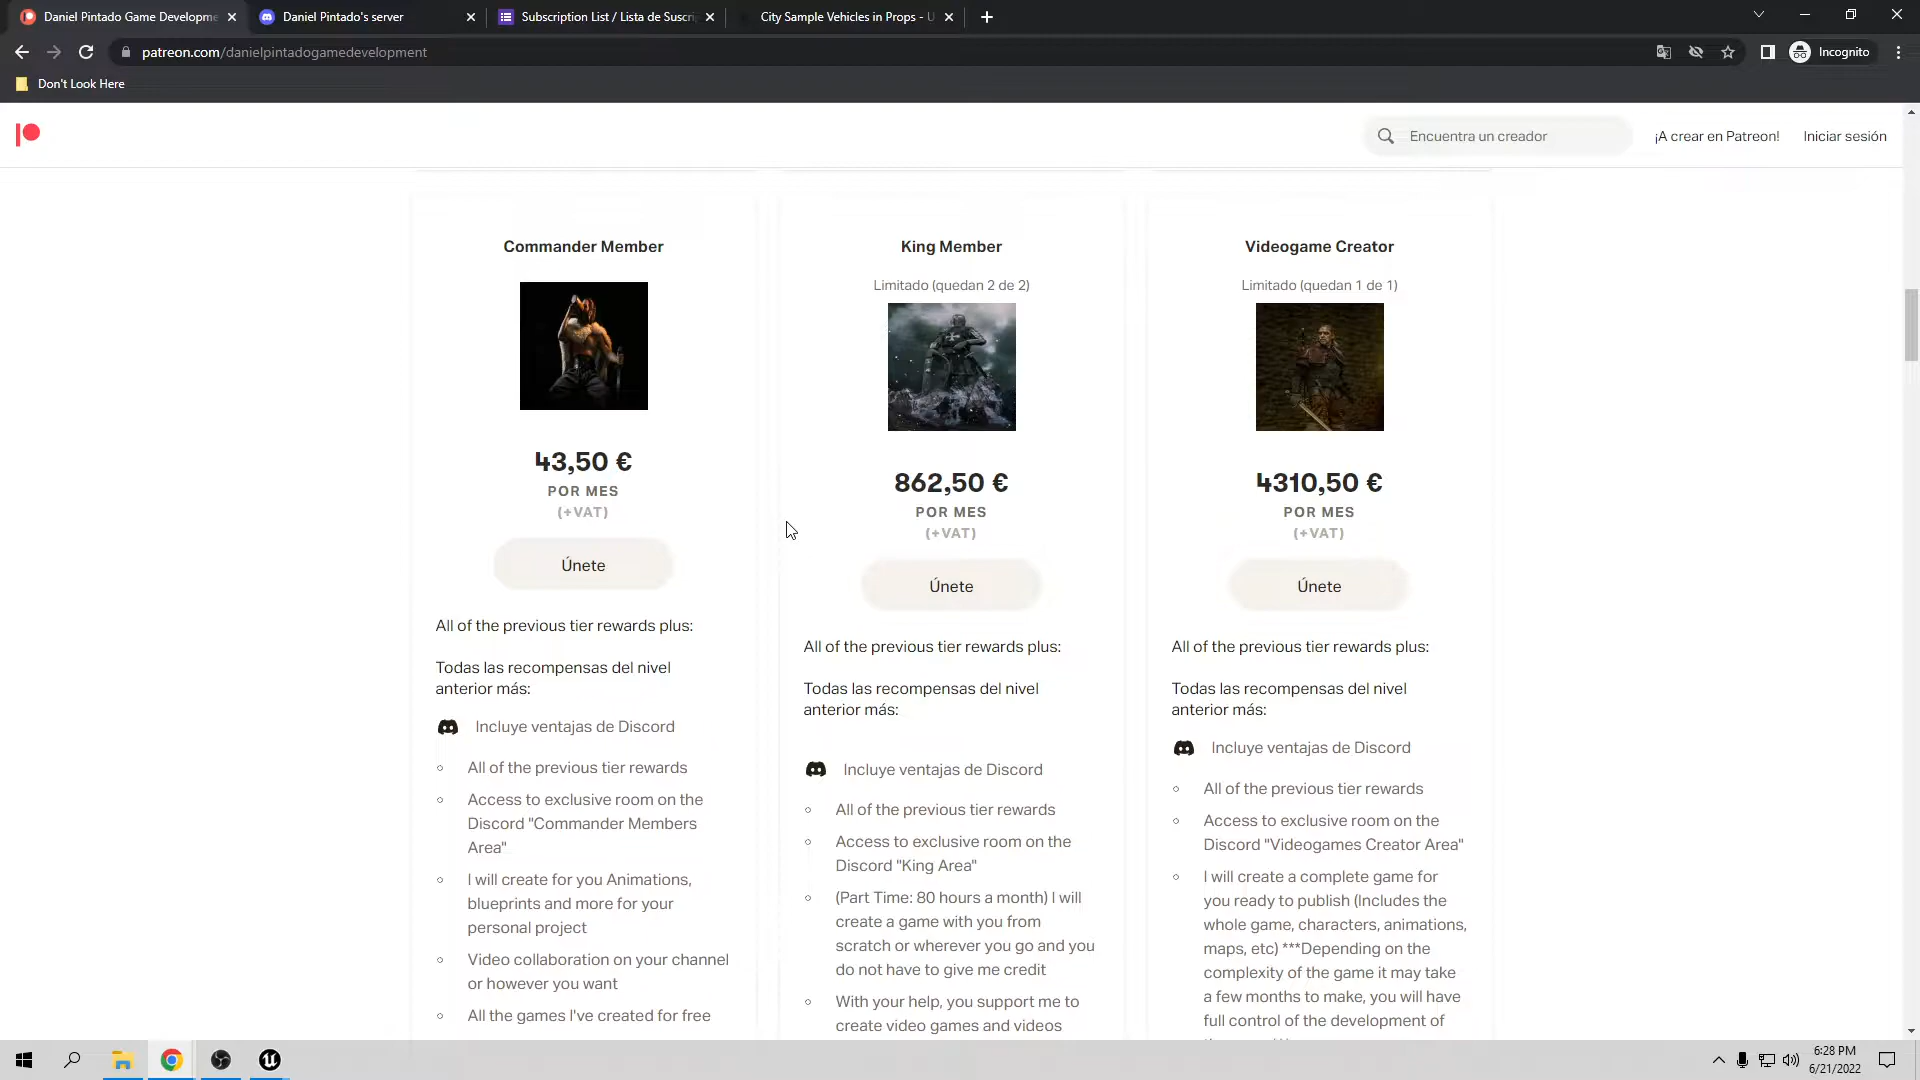 Daniel Pintado Game Developme
Daniel Pintado's server
Subscription List / Lista de Suscri
City Sample Vehicles in Props - U
patreon.com/danielpintadogamedevelopment
Incognito
Don't Look Here
Encuentra un creador
¡A crear en Patreon!
Iniciar sesión
Commander Member
43,50 €
POR MES
(+VAT)
Únete
All of the previous tier rewards plus:
Todas las recompensas del nivel
anterior más:
Incluye ventajas de Discord
All of the previous tier rewards
Access to exclusive room on the
Discord "Commander Members
Area"
I will create for you Animations,
blueprints and more for your
personal project
Video collaboration on your channel
or however you want
All the games I've created for free
King Member
Limitado (quedan 2 de 2)
862,50 €
POR MES
(+VAT)
Únete
All of the previous tier rewards plus:
Todas las recompensas del nivel
anterior más:
Incluye ventajas de Discord
All of the previous tier rewards
Access to exclusive room on the
Discord "King Area"
(Part Time: 80 hours a month) I will
create a game with you from
scratch or wherever you go and you
do not have to give me credit
With your help, you support me to
create video games and videos
Videogame Creator
Limitado (quedan 1 de 1)
4310,50 €
POR MES
(+VAT)
Únete
All of the previous tier rewards plus:
Todas las recompensas del nivel
anterior más:
Incluye ventajas de Discord
All of the previous tier rewards
Access to exclusive room on the
Discord "Videogames Creator Area"
I will create a complete game for
you ready to publish (Includes the
whole game, characters, animations,
maps, etc) ***Depending on the
complexity of the game it may take
a few months to make, you will have
full control of the development of
6:28 PM
6/21/2022